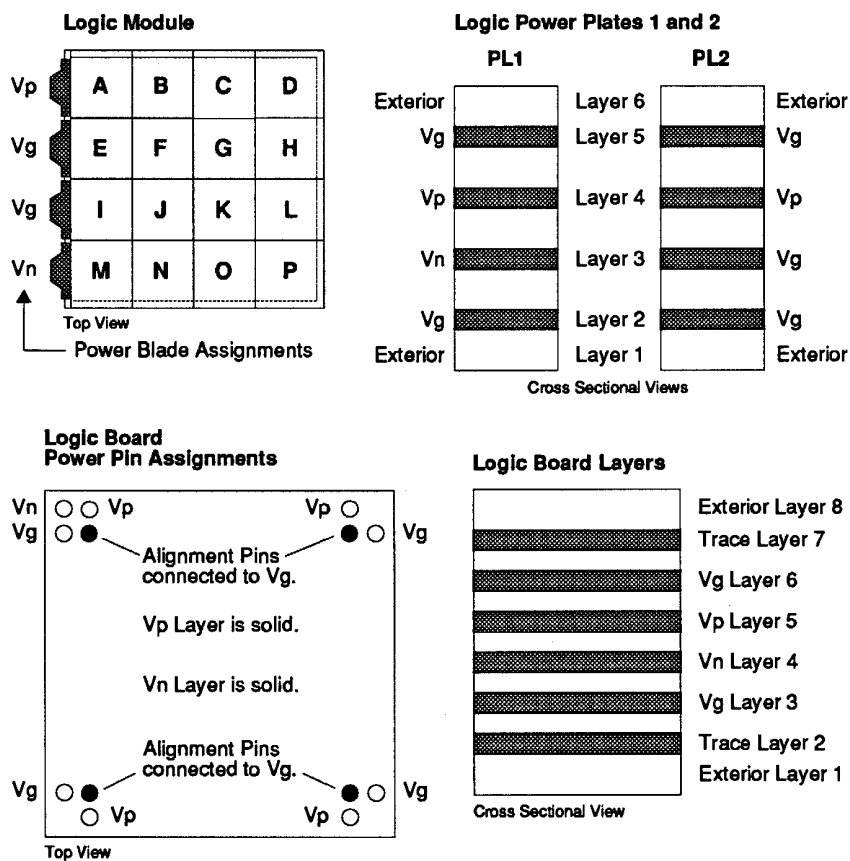 Logic Module
Vp
A B C D
Vg
E F G H
Vg
I J K L
Vn
M N O P
Top View
Power Blade Assignments
Logic Power Plates 1 and 2
PL1 PL2
Exterior Layer 6 Exterior
Vg Layer 5 Vg
Vp Layer 4 Vp
Vn Layer 3 Vg
Vg Layer 2 Vg
Exterior Layer 1 Exterior
Cross Sectional Views
Logic Board
Power Pin Assignments
Vn Vp Vp
Vg Vg
Alignment Pins
connected to Vg.
Vp Layer is solid.
Vn Layer is solid.
Alignment Pins
connected to Vg.
Vg Vg
Vp Vp
Top View
Logic Board Layers
Exterior Layer 8
Trace Layer 7
Vg Layer 6
Vp Layer 5
Vn Layer 4
Vg Layer 3
Trace Layer 2
Exterior Layer 1
Cross Sectional View